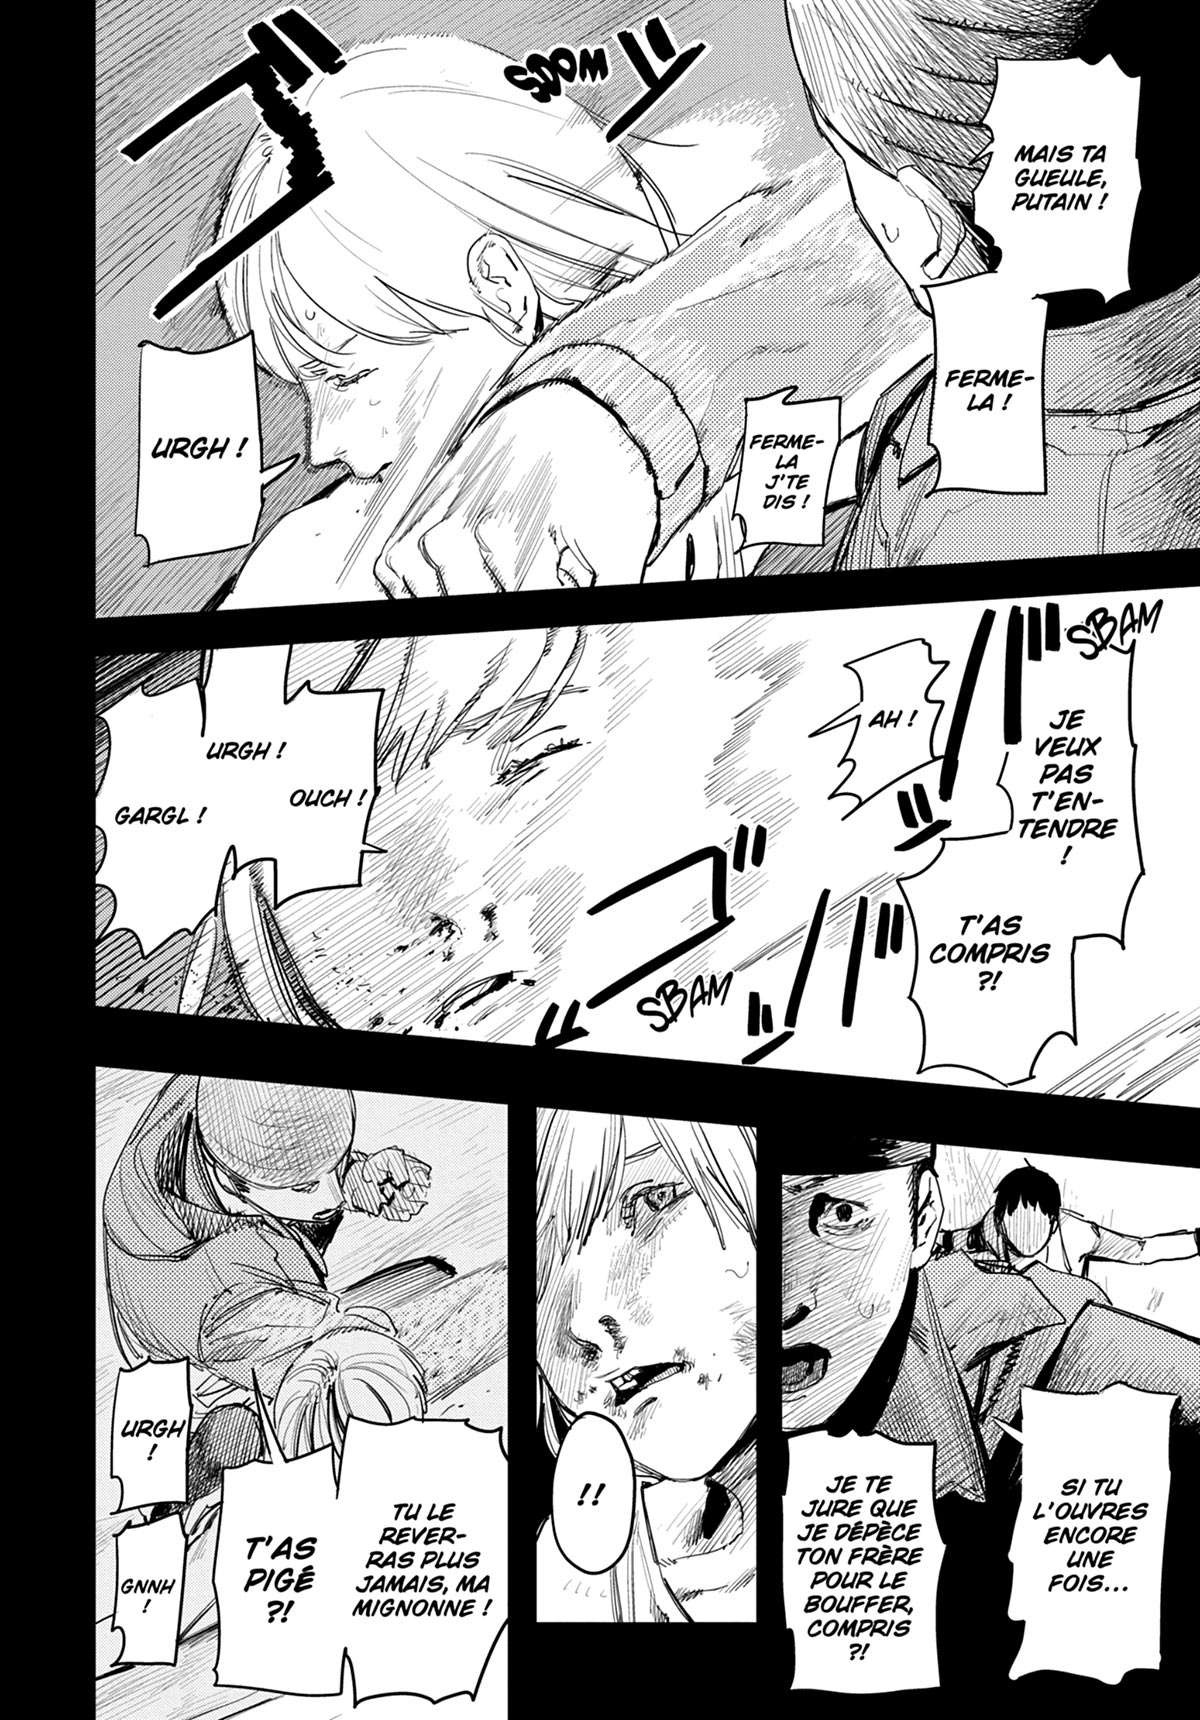 MAIS TA
GUEULE,
PUTAIN !
SDOM
FERME-
LA !
FERME-
LA
J'TE
DIS !
URGH !
SBAM
JE
VEUX
PAS
T'EN-
TENDRE
!
AH !
T'AS
COMPRIS
?!
SBAM
URGH !
OUCH !
GARGL !
SI TU
L'OUVRES
ENCORE
UNE
FOIS...
JE TE
JURE QUE
JE DÉPÈCE
TON FRÈRE
POUR LE
BOUFFER,
COMPRIS
?!
!!
TU LE
REVER-
RAS PLUS
JAMAIS, MA
MIGNONNE !
T'AS
PIGÉ
?!
URGH
!
GNNH
!